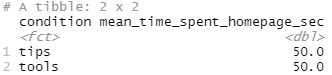 # A tibble: 2 x 2
condition mean_time_spent_homepage_sec
<fct> <dbl>
1 tips 50.0
2 tools 50.0